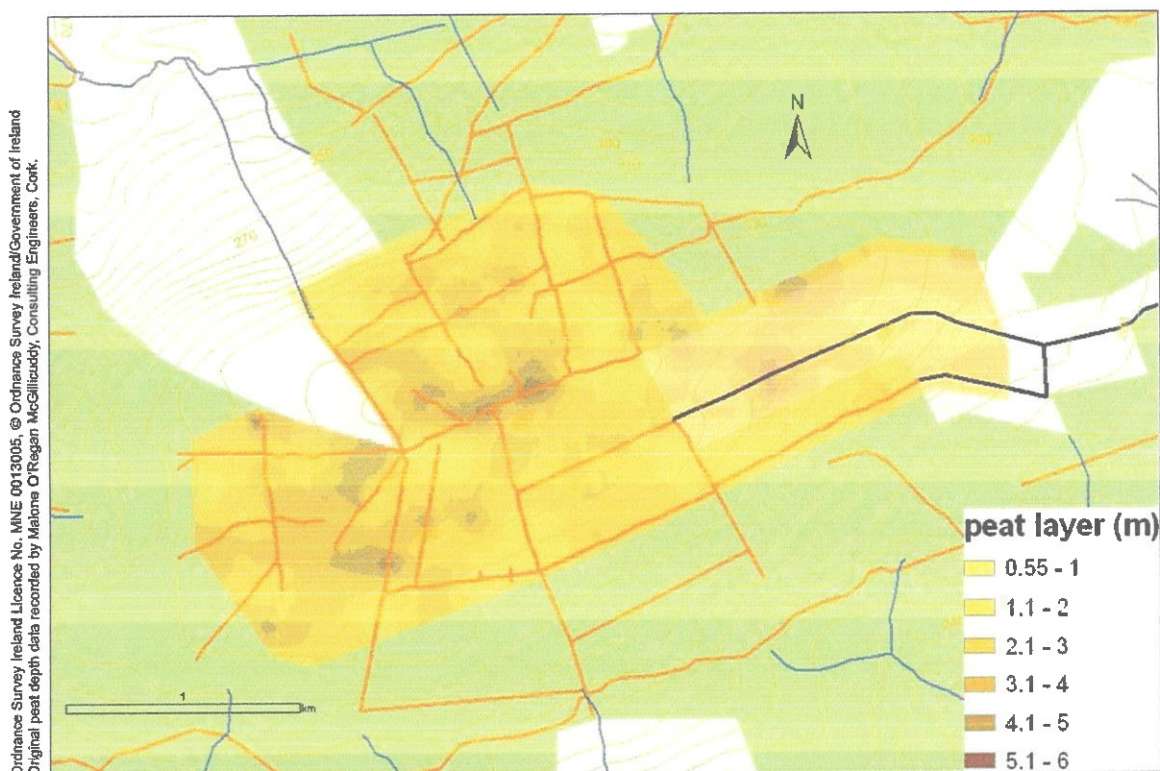 Ordnance Survey Ireland Licence No. MNE 0013005, © Ordnance Survey Ireland/Government of Ireland
Original peat depth data recorded by Malone O'Regan McGillicuddy, Consulting Engineers, Cork.
N
270
peat layer (m)
0.55 - 1
1.1 - 2
2.1 - 3
3.1 - 4
4.1 - 5
5.1 - 6
1
km